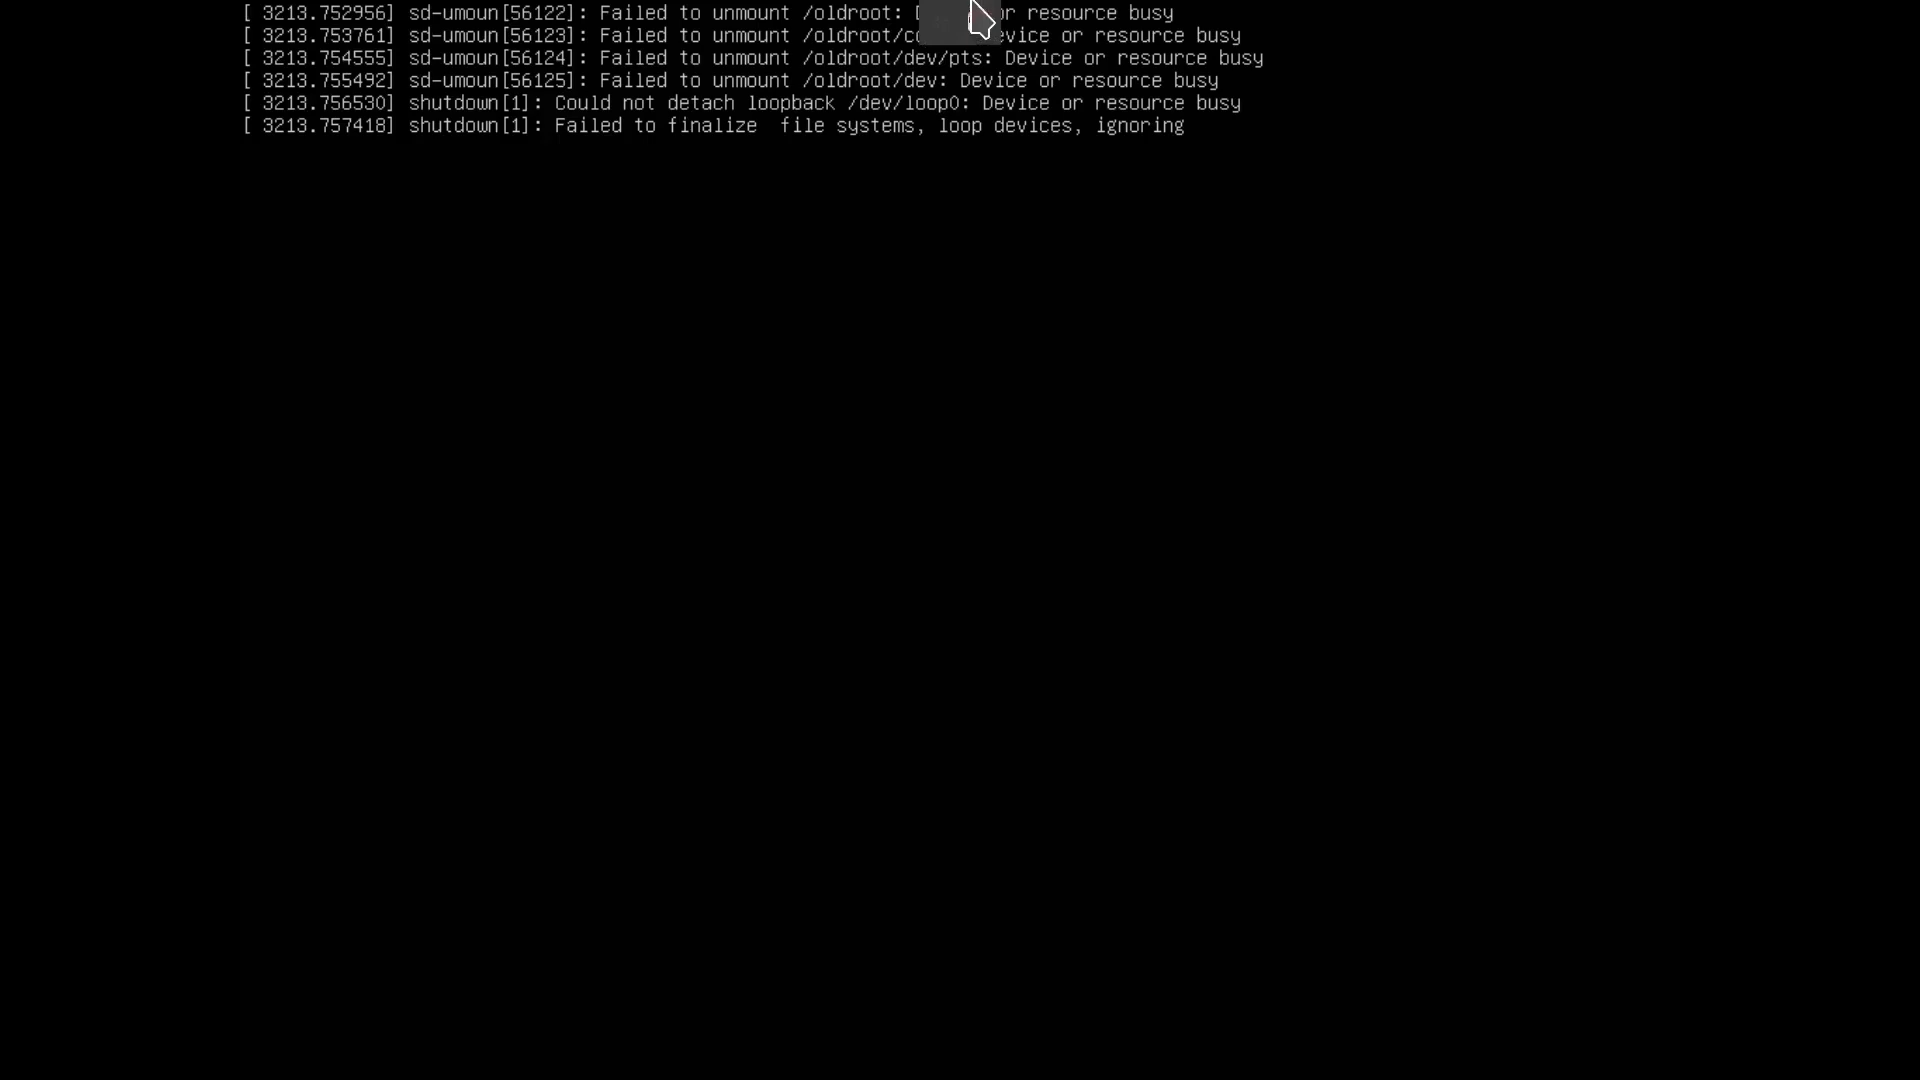 [ 3213.752956] sd-umoun[56122]: Failed to unmount /oldroot: or resource busy
[ 3213.753761] sd-umoun[56123]: Failed to unmount /oldroot/co evice or resource busy
[ 3213.754555] sd-umoun[56124]: Failed to unmount /oldroot/dev/pts: Device or resource busy
[ 3213.755492] sd-umoun[56125]: Failed to unmount /oldroot/dev: Device or resource busy
[ 3213.756530] shutdown[1]: Could not detach loopback /dev/loop0: Device or resource busy
[ 3213.757418] shutdown[1]: Failed to finalize  file systems, loop devices, ignoring